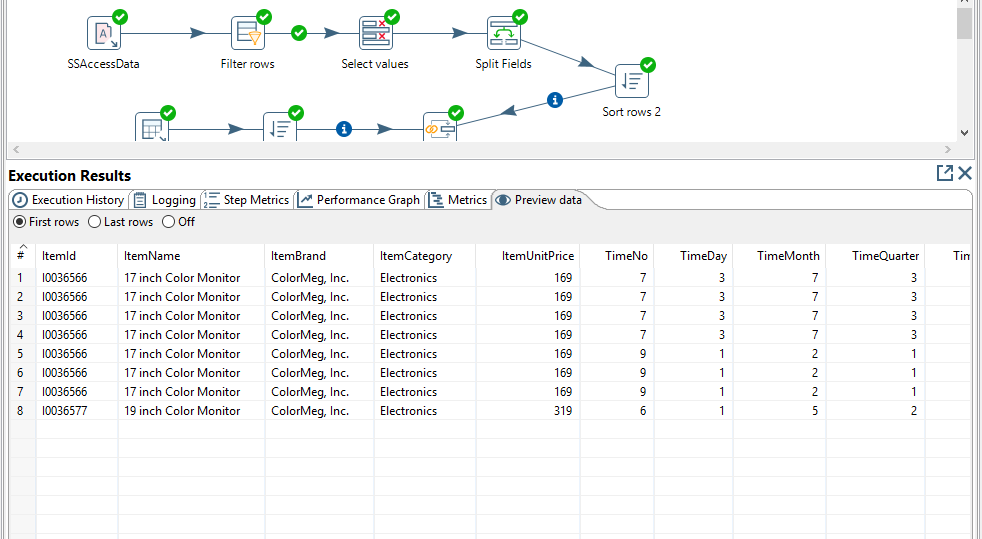 SSAccessData Filter rows Select values Split Fields
Sort rows 2
Execution Results
Execution History Logging Step Metrics Performance Graph Metrics Preview data
First rows Last rows Off
# ItemId ItemName ItemBrand ItemCategory ItemUnitPrice TimeNo TimeDay TimeMonth TimeQuarter Tim
1 I0036566 17 inch Color Monitor ColorMeg, Inc. Electronics 169 7 3 7 3
2 I0036566 17 inch Color Monitor ColorMeg, Inc. Electronics 169 7 3 7 3
3 I0036566 17 inch Color Monitor ColorMeg, Inc. Electronics 169 7 3 7 3
4 I0036566 17 inch Color Monitor ColorMeg, Inc. Electronics 169 7 3 7 3
5 I0036566 17 inch Color Monitor ColorMeg, Inc. Electronics 169 9 1 2 1
6 I0036566 17 inch Color Monitor ColorMeg, Inc. Electronics 169 9 1 2 1
7 I0036566 17 inch Color Monitor ColorMeg, Inc. Electronics 169 9 1 2 1
8 I0036577 19 inch Color Monitor ColorMeg, Inc. Electronics 319 6 1 5 2